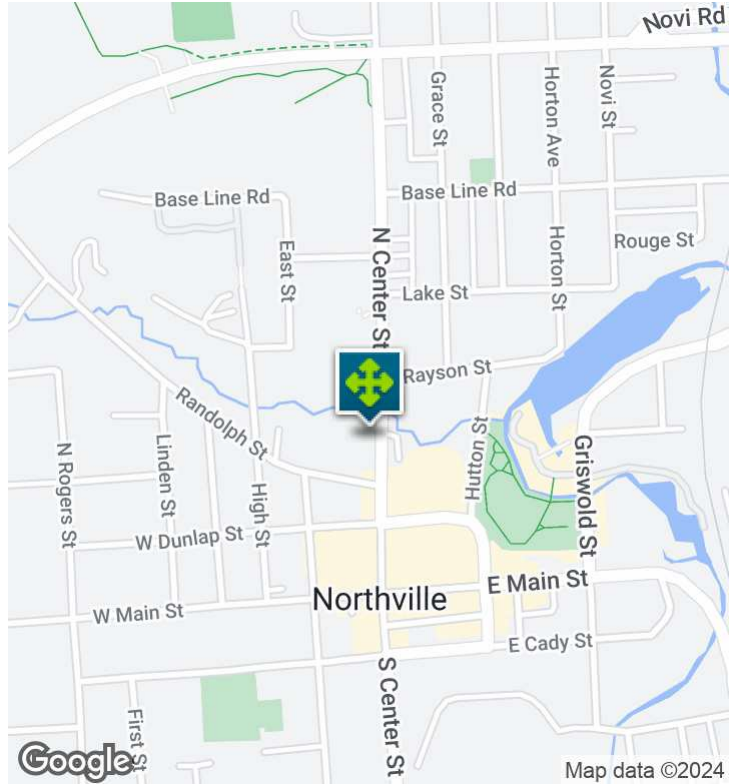 Novi Rd
Grace St
Horton Ave
Novi St
Base Line Rd
Base Line Rd
East St
N Center St
Horton St
Rouge St
Lake St
Rayson St
Randolph St
Hutton St
N Rogers St
Linden St
High St
Griswold St
W Dunlap St
E Main St
Northville
W Main St
E Cady St
S Center St
First St
Google
Map data ©2024